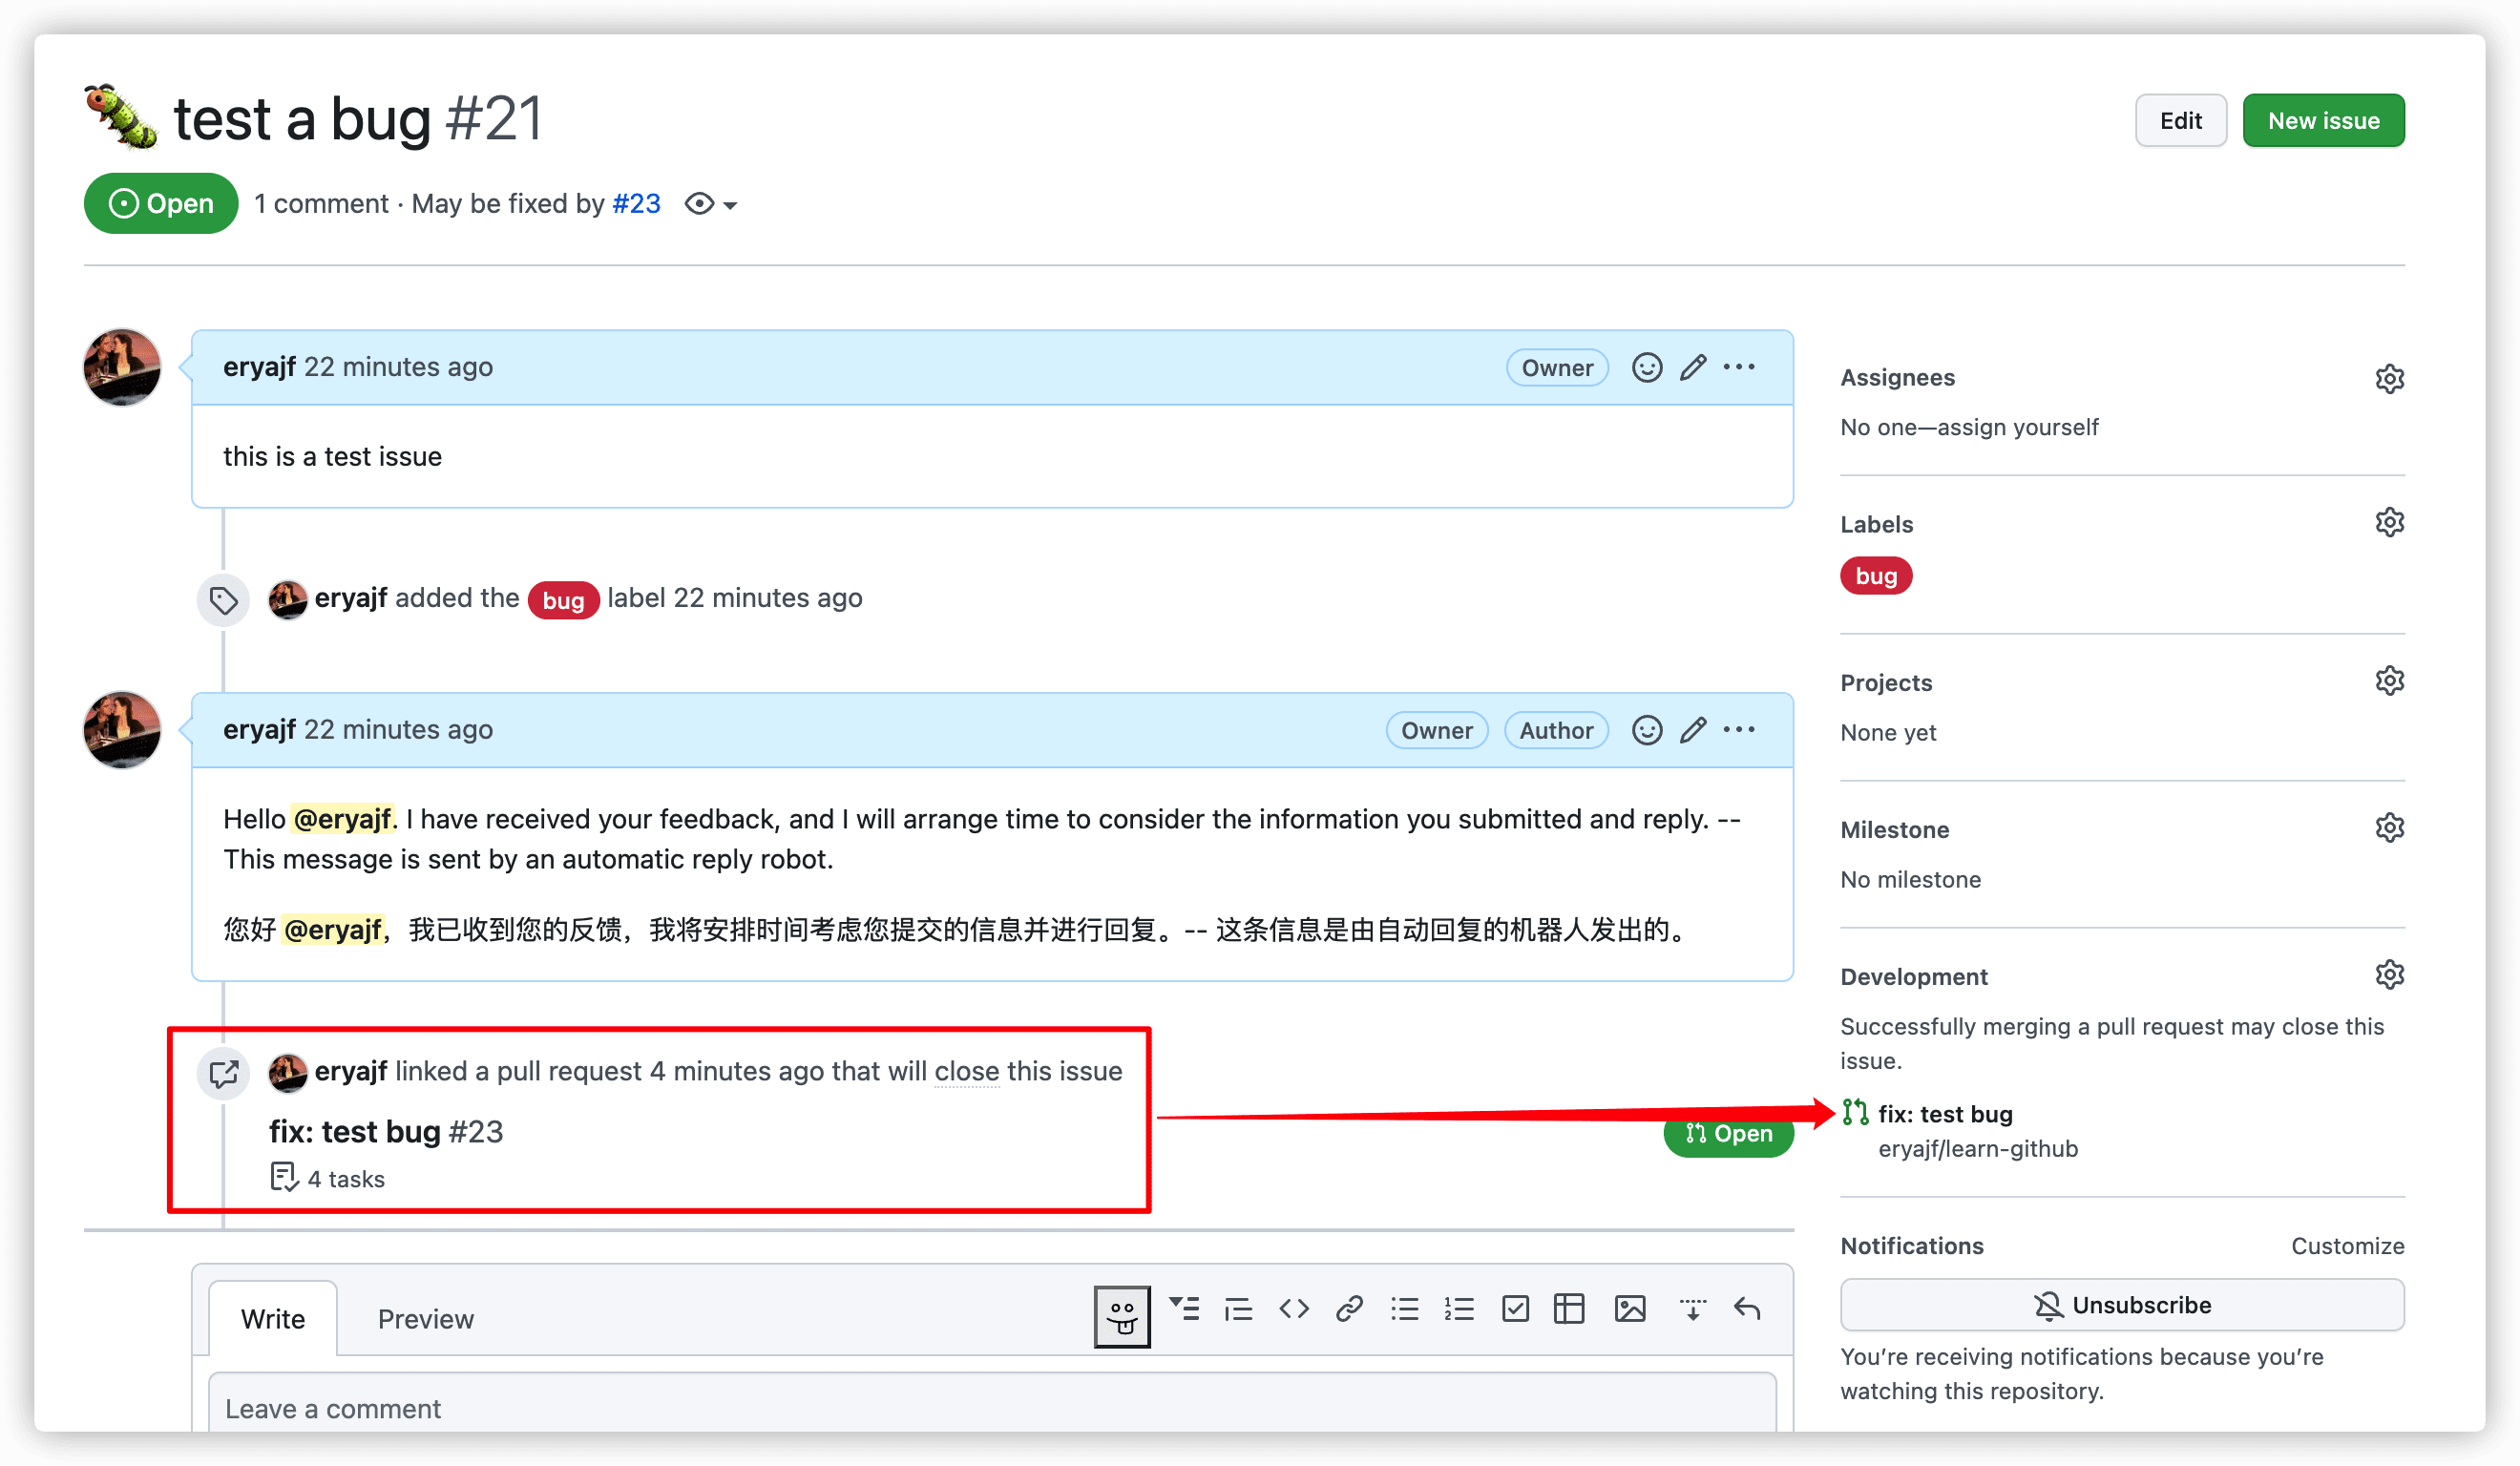 🐛 test a bug #21
Edit
New issue
Open
1 comment · May be fixed by #23
eryajf 22 minutes ago
Owner
this is a test issue
eryajf added the bug label 22 minutes ago
eryajf 22 minutes ago
Owner
Author
Hello @eryajf. I have received your feedback, and I will arrange time to consider the information you submitted and reply. --
This message is sent by an automatic reply robot.
您好 @eryajf，我已收到您的反馈，我将安排时间考虑您提交的信息并进行回复。-- 这条信息是由自动回复的机器人发出的。
eryajf linked a pull request 4 minutes ago that will close this issue
fix: test bug #23
Open
4 tasks
Write
Preview
Leave a comment
Assignees
No one—assign yourself
Labels
bug
Projects
None yet
Milestone
No milestone
Development
Successfully merging a pull request may close this
issue.
fix: test bug
eryajf/learn-github
Notifications
Customize
Unsubscribe
You’re receiving notifications because you’re
watching this repository.